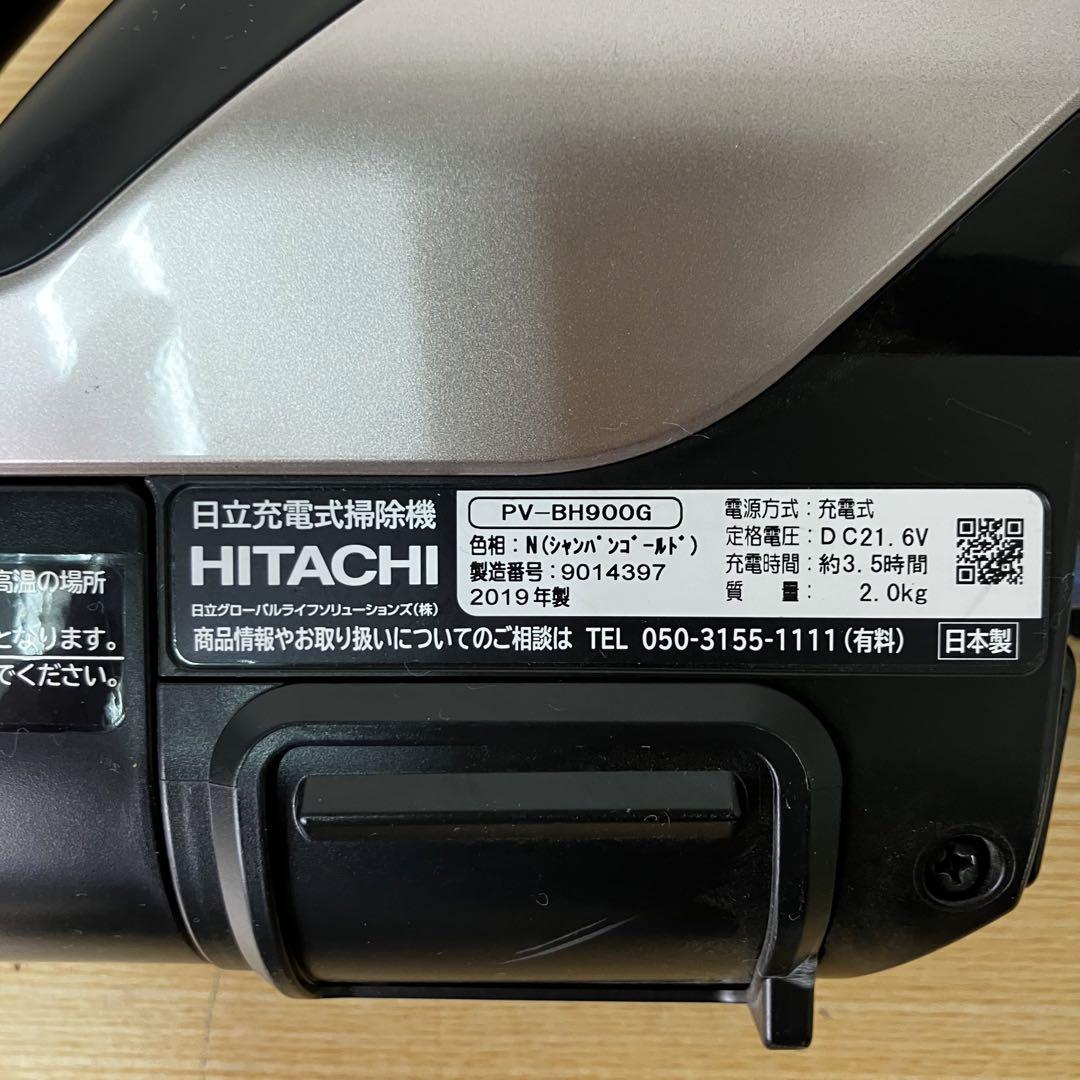 高温の場所
となります。
でください。
日立充電式掃除機
HITACHI
日立グローバルライフソリューションズ(株)
PV-BH900G
色相:N(ｼｬﾝﾊﾟﾝｺﾞｰﾙﾄﾞ)
製造番号:9014397
2019年製
電源方式:充電式
定格電圧:DC21.6V
充電時間:約3.5時間
質量:2.0kg
商品情報やお取り扱いについてのご相談は TEL 050-3155-1111(有料)
日本製